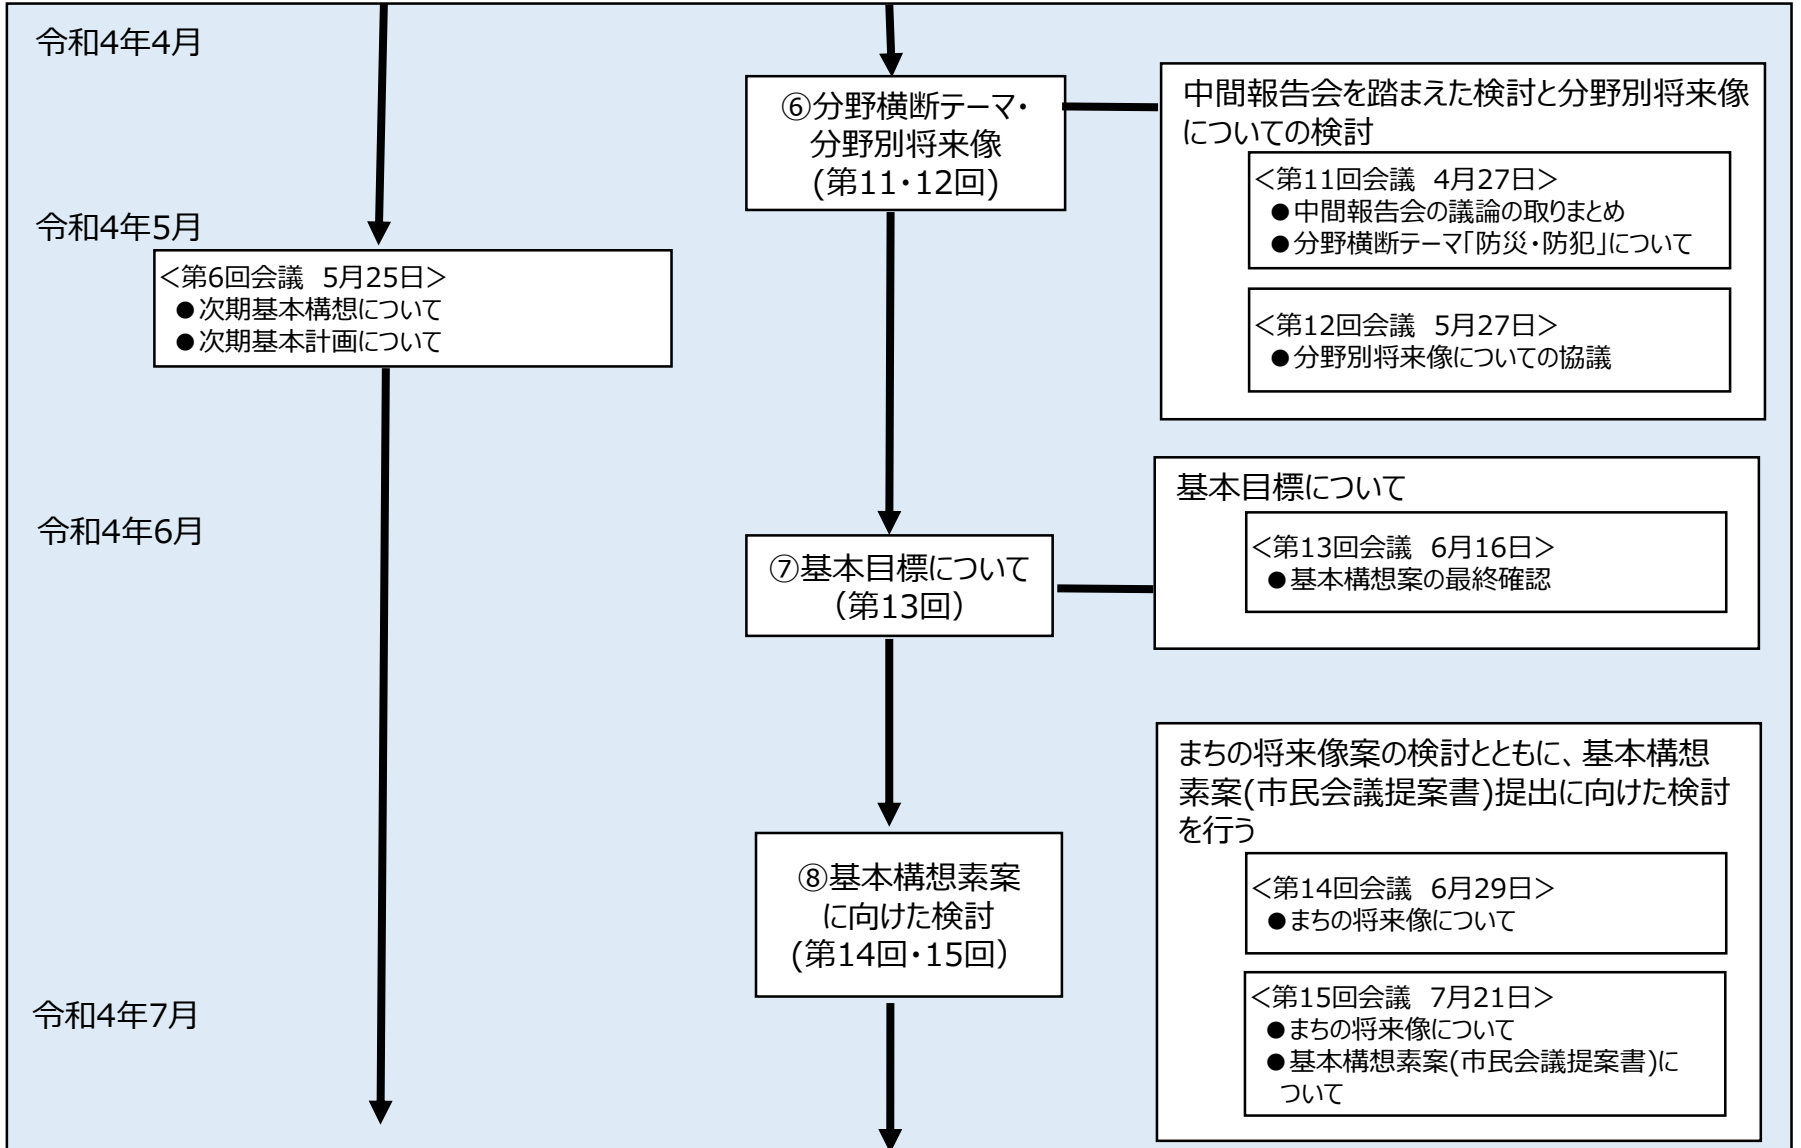 令和4年4月
⑥分野横断テーマ・
分野別将来像
(第11・12回)
中間報告会を踏まえた検討と分野別将来像
についての検討
＜第11回会議 4月27日＞
●中間報告会の議論の取りまとめ
●分野横断テーマ「防災・防犯」について
＜第12回会議 5月27日＞
●分野別将来像についての協議
令和4年5月
＜第6回会議 5月25日＞
●次期基本構想について
●次期基本計画について
令和4年6月
⑦基本目標について
（第13回）
基本目標について
＜第13回会議 6月16日＞
●基本構想案の最終確認
⑧基本構想素案
に向けた検討
(第14回・15回）
まちの将来像案の検討とともに、基本構想
素案(市民会議提案書)提出に向けた検討
を行う
＜第14回会議 6月29日＞
●まちの将来像について
＜第15回会議 7月21日＞
●まちの将来像について
●基本構想素案(市民会議提案書)に
ついて
令和4年7月